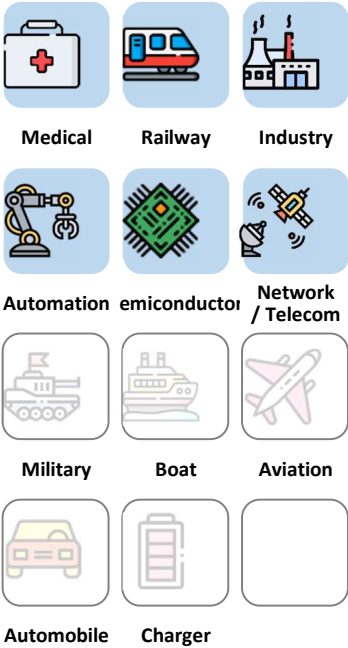 Medical Railway Industry
Automation emiconductor Network
/ Telecom
Military Boat Aviation
Automobile Charger